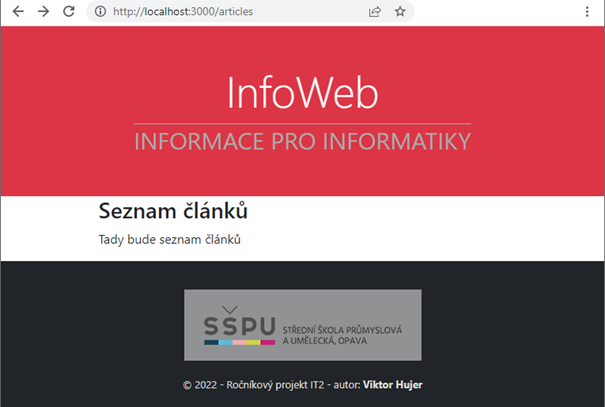 http://localhost:3000/articles
InfoWeb
INFORMACE PRO INFORMATIKY
Seznam článků
Tady bude seznam článků
SŠPU
STŘEDNÍ ŠKOLA PRŮMYSLOVÁ
A UMĚLECKÁ, OPAVA
© 2022 - Ročníkový projekt IT2 - autor: Viktor Hujer